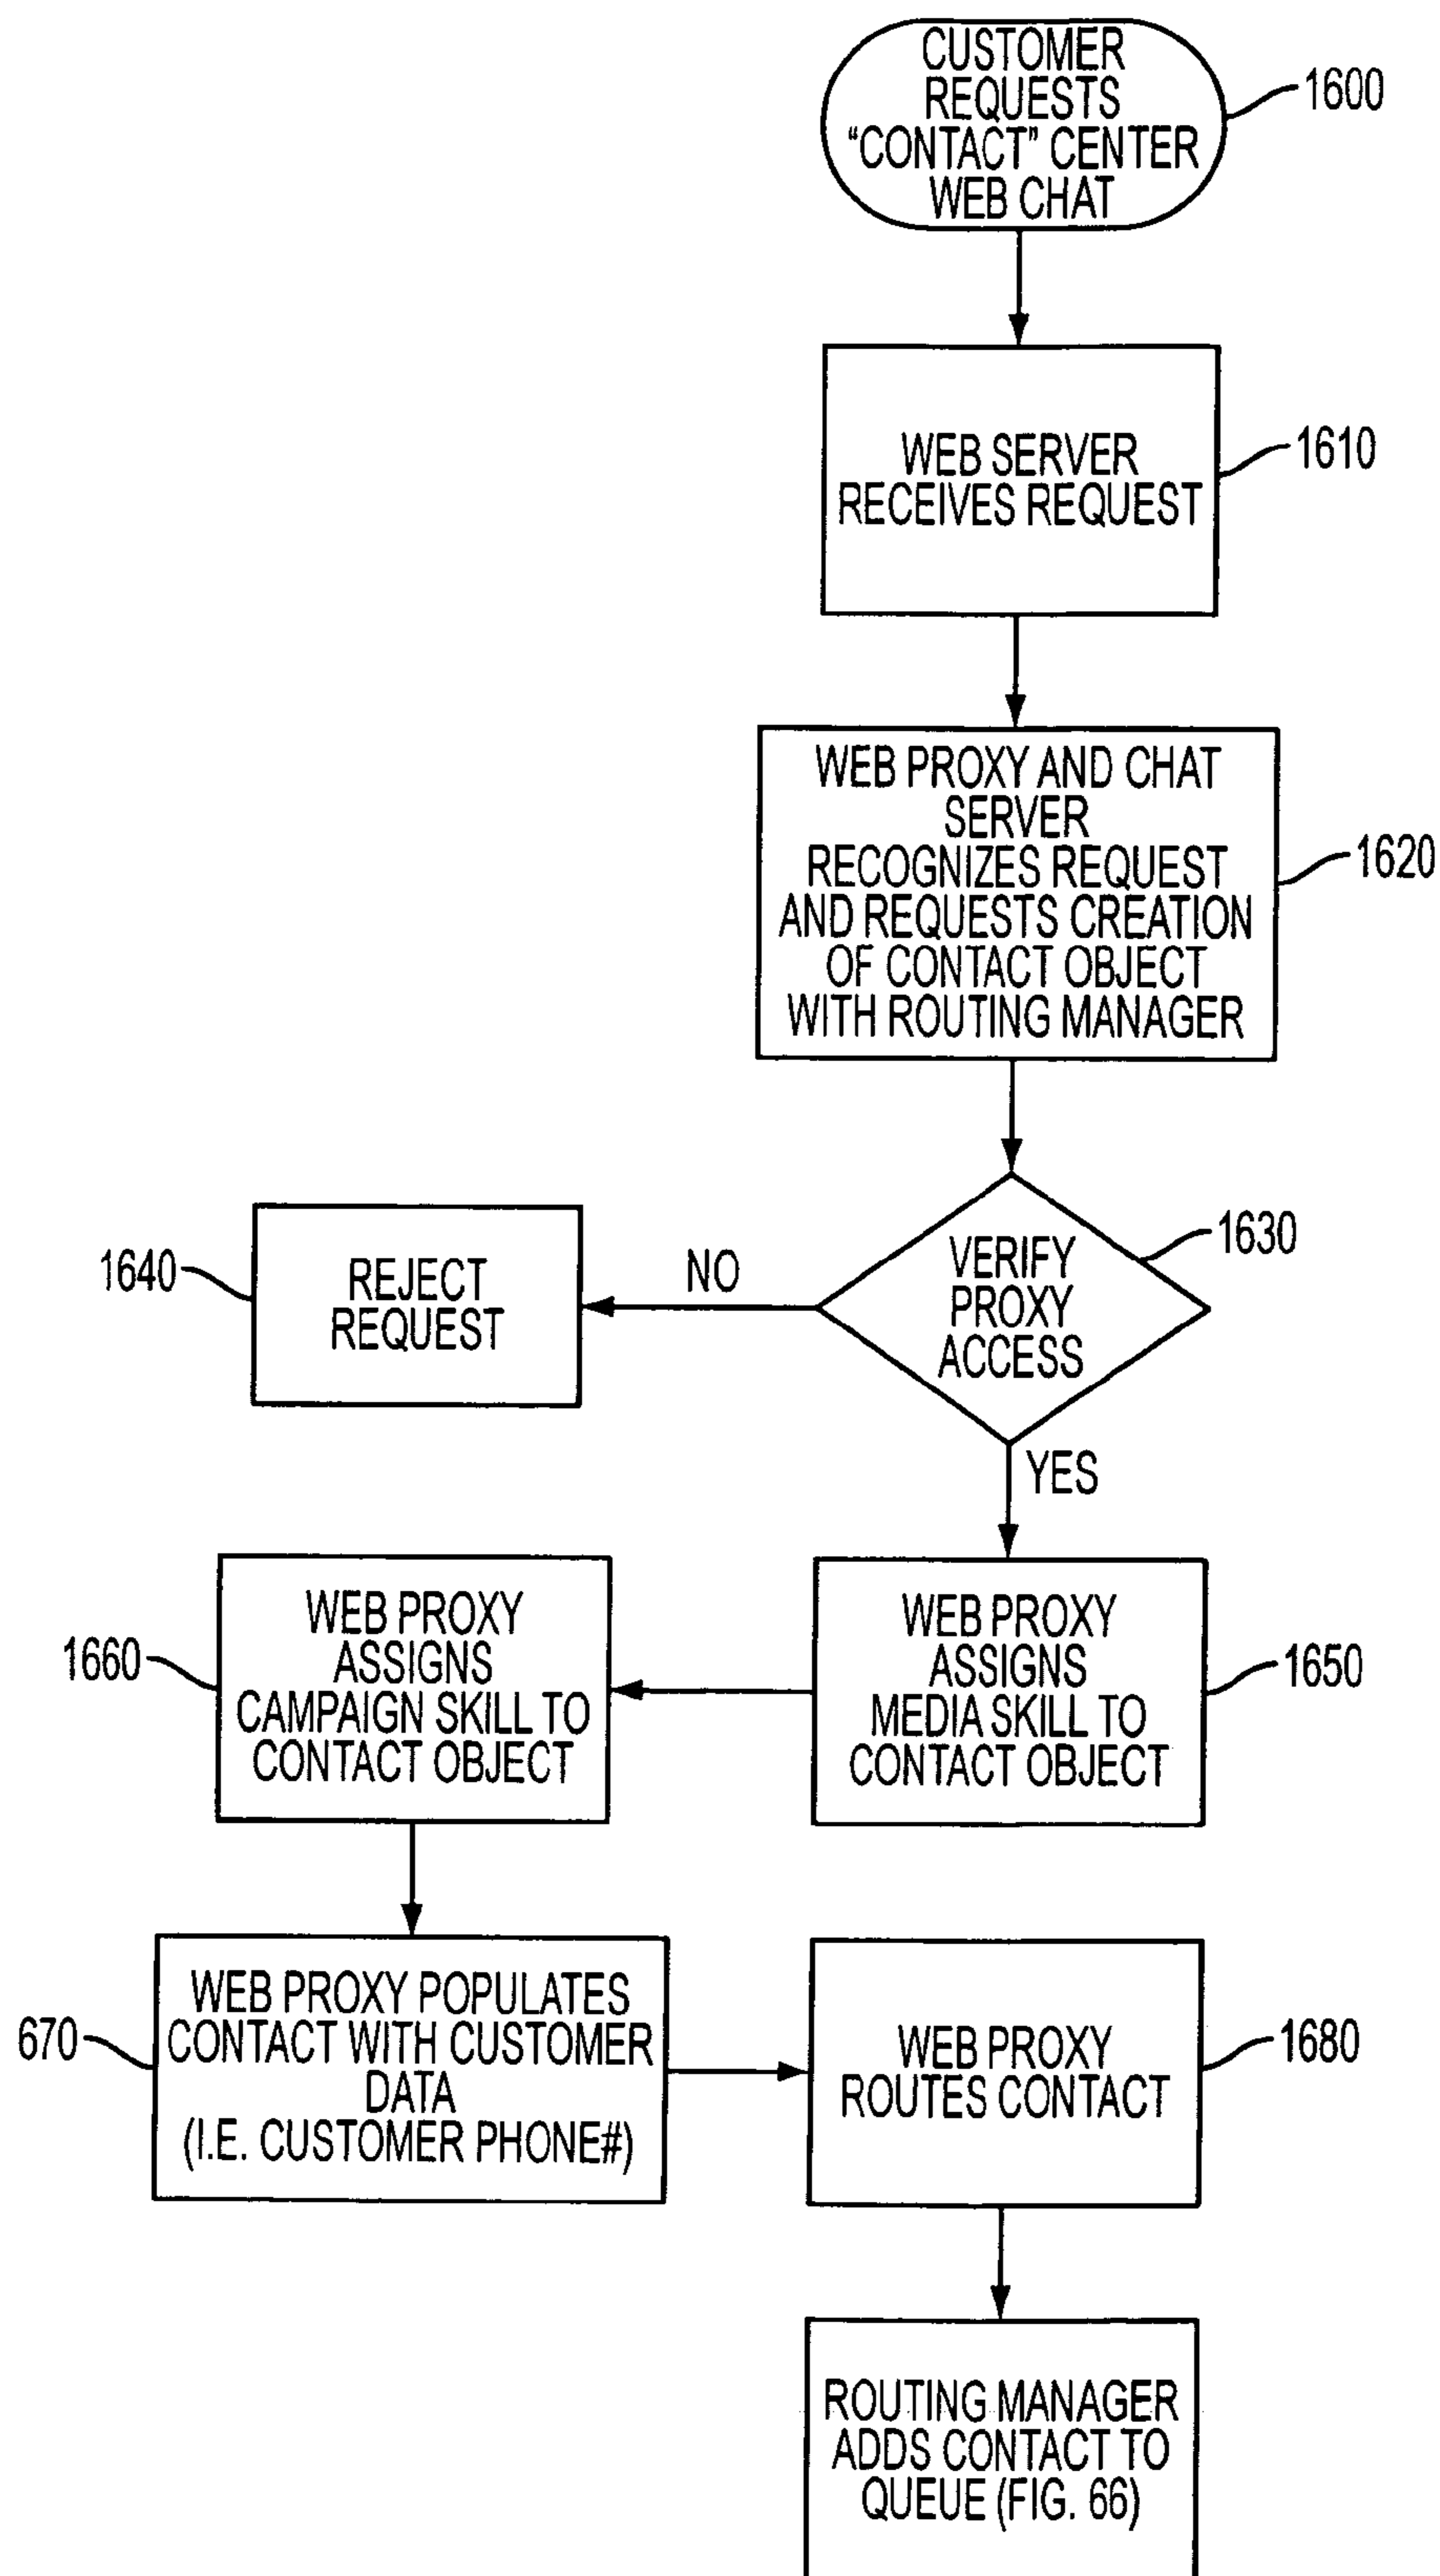 CUSTOMER
REQUESTS
“CONTACT” CENTER
WEB CHAT
1600
WEB SERVER
RECEIVES REQUEST
1610
WEB PROXY AND CHAT
SERVER
RECOGNIZES REQUEST
AND REQUESTS CREATION
OF CONTACT OBJECT
WITH ROUTING MANAGER
1620
VERIFY
PROXY
ACCESS
1630
NO
REJECT
REQUEST
1640
YES
WEB PROXY
ASSIGNS
MEDIA SKILL TO
CONTACT OBJECT
1650
WEB PROXY
ASSIGNS
CAMPAIGN SKILL TO
CONTACT OBJECT
1660
WEB PROXY POPULATES
CONTACT WITH CUSTOMER
DATA
(I.E. CUSTOMER PHONE#)
670
WEB PROXY
ROUTES CONTACT
1680
ROUTING MANAGER
ADDS CONTACT TO
QUEUE (FIG. 66)